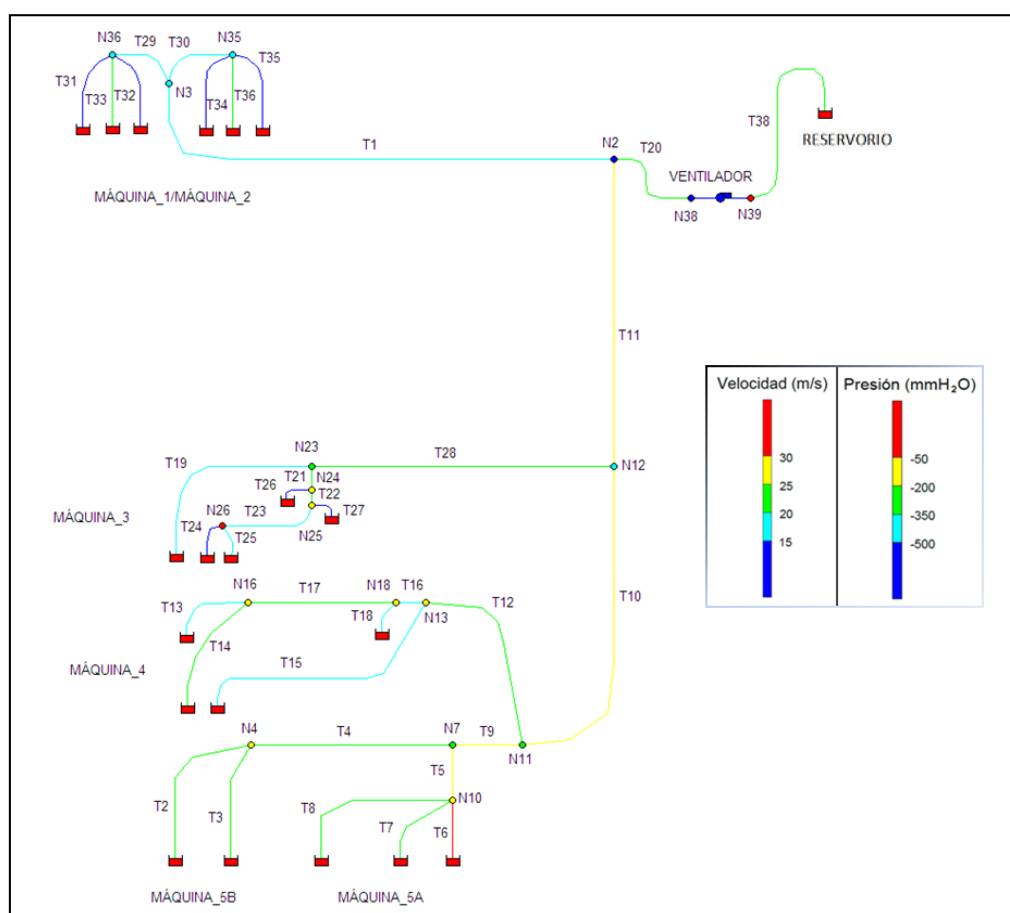 N36 T29 T30 N35
T31 T35
N3
T33 T32 T34 T36
T38
RESERVORIO
T1 N2 T20
VENTILADOR
MÁQUINA_1/MÁQUINA_2
N38 N39
T11
Velocidad (m/s) Presión (mmH₂O)
30 -50
25 -200
20 -350
15 -500
N23 T28
T19 N24 N12
T21
T26 T22
N26 T23 T27
MÁQUINA_3 T24 T25 N25
N16 T17 N18 T16 T12 T10
T13 T18 N13
T14
MÁQUINA_4 T15
N4 T4 N7 T9 N11
T5
N10
T2 T3 T8 T7 T6
MÁQUINA_5B MÁQUINA_5A